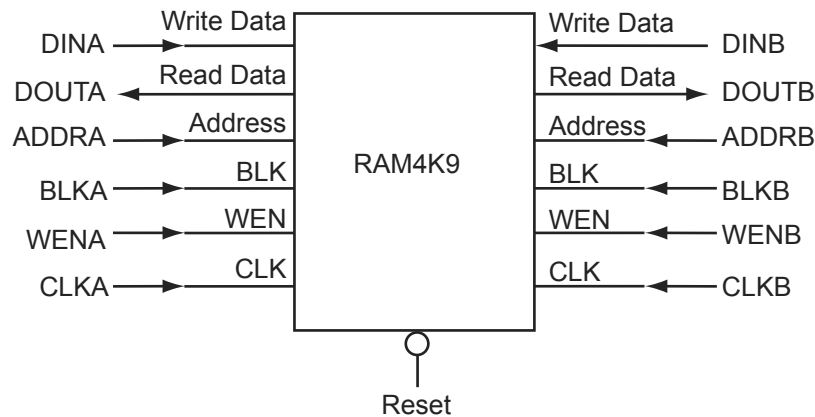 DINA Write Data Write Data DINB
DOUTA Read Data Read Data DOUTB
ADDRA Address Address ADDRB
RAM4K9
BLKA BLK BLK BLKB
WENA WEN WEN WENB
CLKA CLK CLK CLKB
Reset